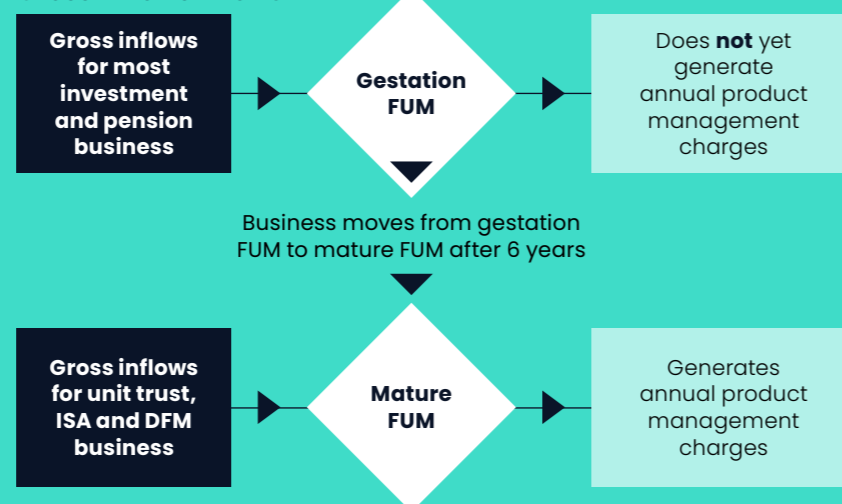 Gross inflows
for most
investment
and pension
business
Gestation
FUM
Does not yet
generate
annual product
management
charges
Business moves from gestation
FUM to mature FUM after 6 years
Gross inflows
for unit trust,
ISA and DFM
business
Mature
FUM
Generates
annual product
management
charges